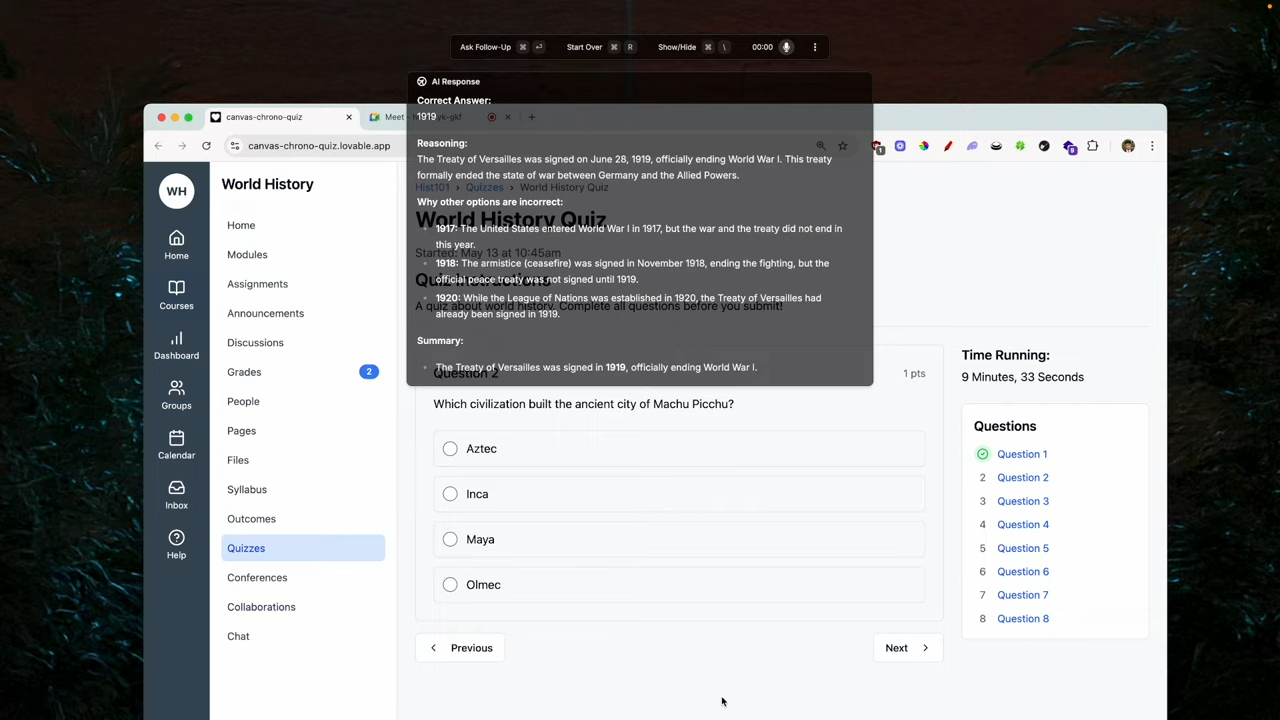 Ask Follow-Up ⌘ ⏎ Start Over ⌘ R Show/Hide ⌘ \ 00:00
AI Response
Correct Answer:
1919
Reasoning:
The Treaty of Versailles was signed on June 28, 1919, officially ending World War I. This treaty
formally ended the state of war between Germany and the Allied Powers.
Why other options are incorrect:
1917: The United States entered World War I in 1917, but the war and the treaty did not end in
this year.
1918: The armistice (ceasefire) was signed in November 1918, ending the fighting, but the
official peace treaty was not signed until 1919.
1920: While the League of Nations was established in 1920, the Treaty of Versailles had
already been signed in 1919.
Summary:
The Treaty of Versailles was signed in 1919, officially ending World War I.
canvas-chrono-quiz
Meet
canvas-chrono-quiz.lovable.app
1
9
WH
Home
Courses
Dashboard
Groups
Calendar
Inbox
Help
World History
Home
Modules
Assignments
Announcements
Discussions
Grades 2
People
Pages
Files
Syllabus
Outcomes
Quizzes
Conferences
Collaborations
Chat
Hist101 › Quizzes › World History Quiz
World History Quiz
Started: May 13 at 10:45am
Quiz Instructions
A quiz about world history. Complete all questions before you submit!
Question 2 1 pts
Which civilization built the ancient city of Machu Picchu?
Aztec
Inca
Maya
Olmec
Previous
Next
Time Running:
9 Minutes, 33 Seconds
Questions
Question 1
2 Question 2
3 Question 3
4 Question 4
5 Question 5
6 Question 6
7 Question 7
8 Question 8